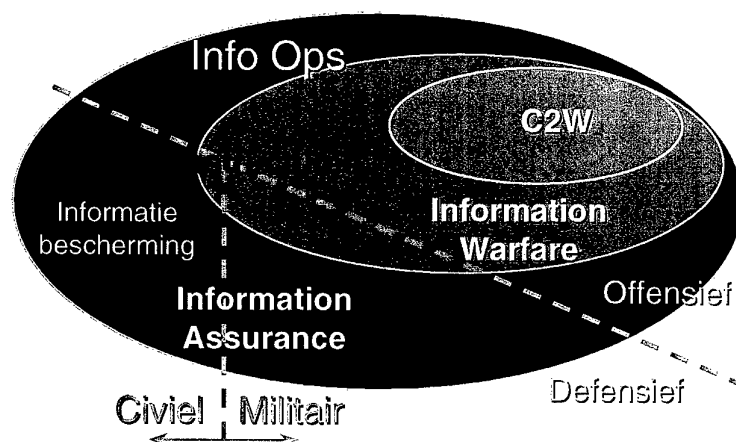 Info Ops
C2W
Informatie
bescherming
Information
Warfare
Information
Assurance
Offensief
Defensief
Civiel Militair